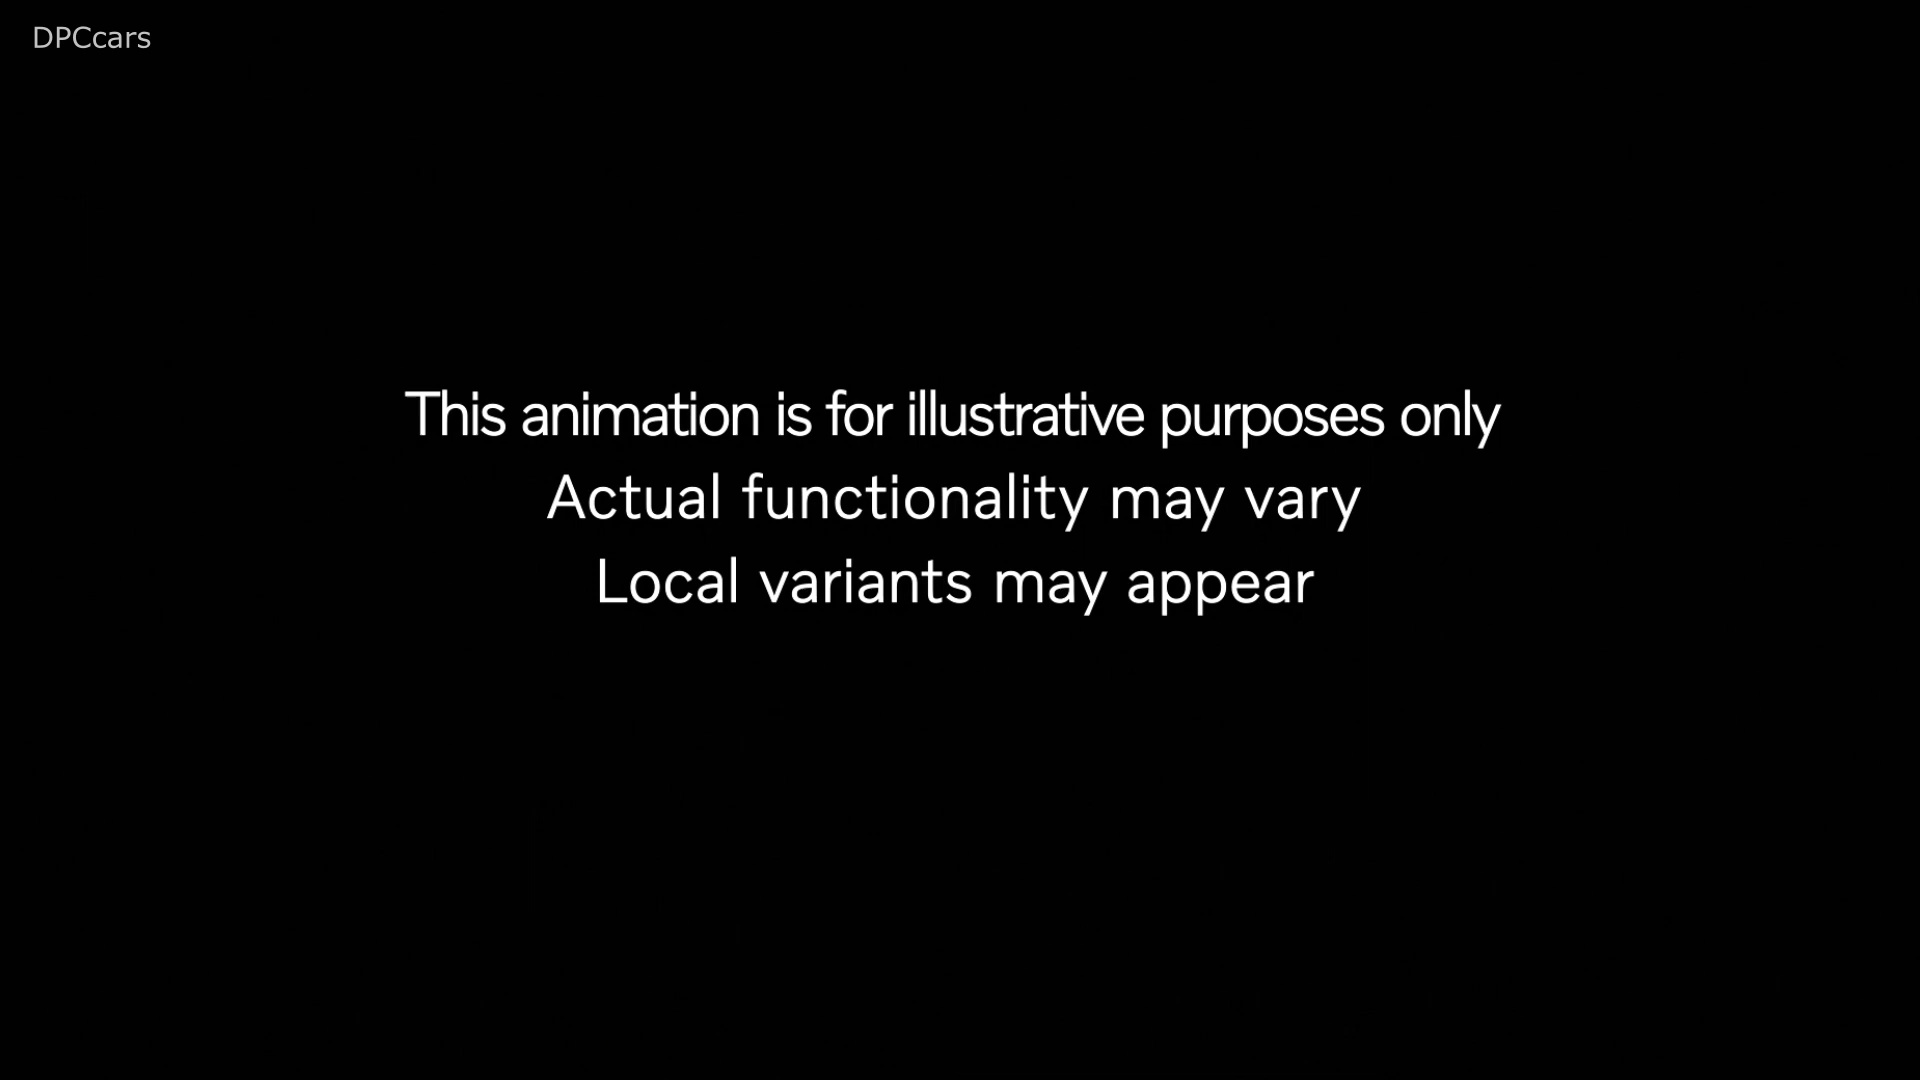 DPCcars
This animation is for illustrative purposes only
Actual functionality may vary
Local variants may appear